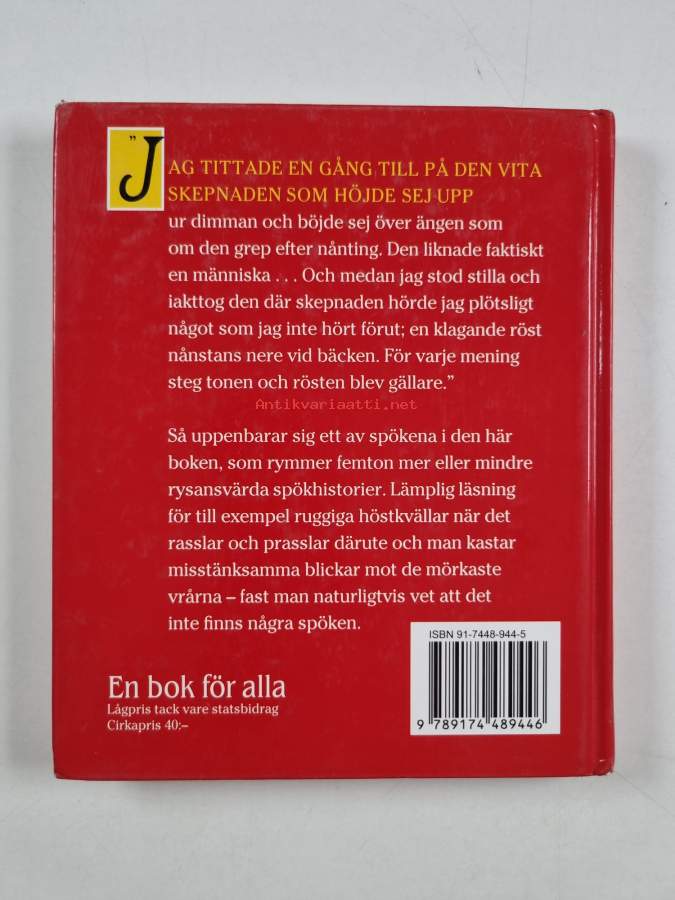 "JAG TITTADE EN GÅNG TILL PÅ DEN VITA
SKEPNADEN SOM HÖJDE SEJ UPP
ur dimman och böjde sej över ängen som
om den grep efter nånting. Den liknade faktiskt
en människa . . . Och medan jag stod stilla och
iakttog den där skepnaden hörde jag plötsligt
något som jag inte hört förut; en klagande röst
nånstans nere vid bäcken. För varje mening
steg tonen och rösten blev gällare."
Antikvariaatti.net
Så uppenbarar sig ett av spökena i den här
boken, som rymmer femton mer eller mindre
rysansvärda spökhistorier. Lämplig läsning
för till exempel ruggiga höstkvällar när det
rasslar och prasslar därute och man kastar
misstänksamma blickar mot de mörkaste
vrårna – fast man naturligtvis vet att det
inte finns några spöken.
ISBN 91-7448-944-5
9 789174 489446
En bok för alla
Lågpris tack vare statsbidrag
Cirkapris 40:–